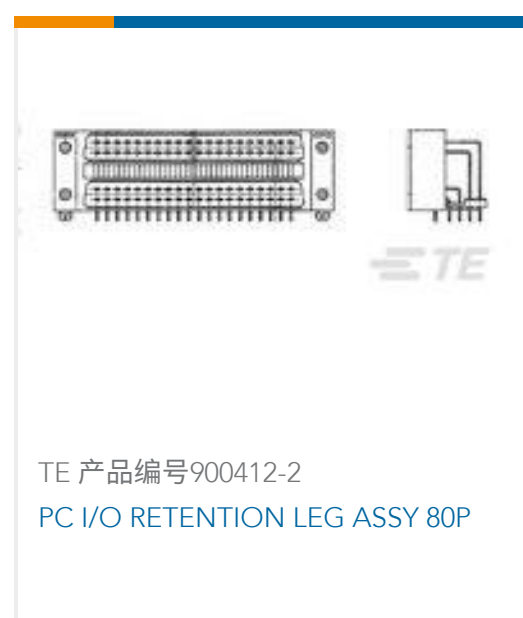 TE
TE 产品编号900412-2
PC I/O RETENTION LEG ASSY 80P